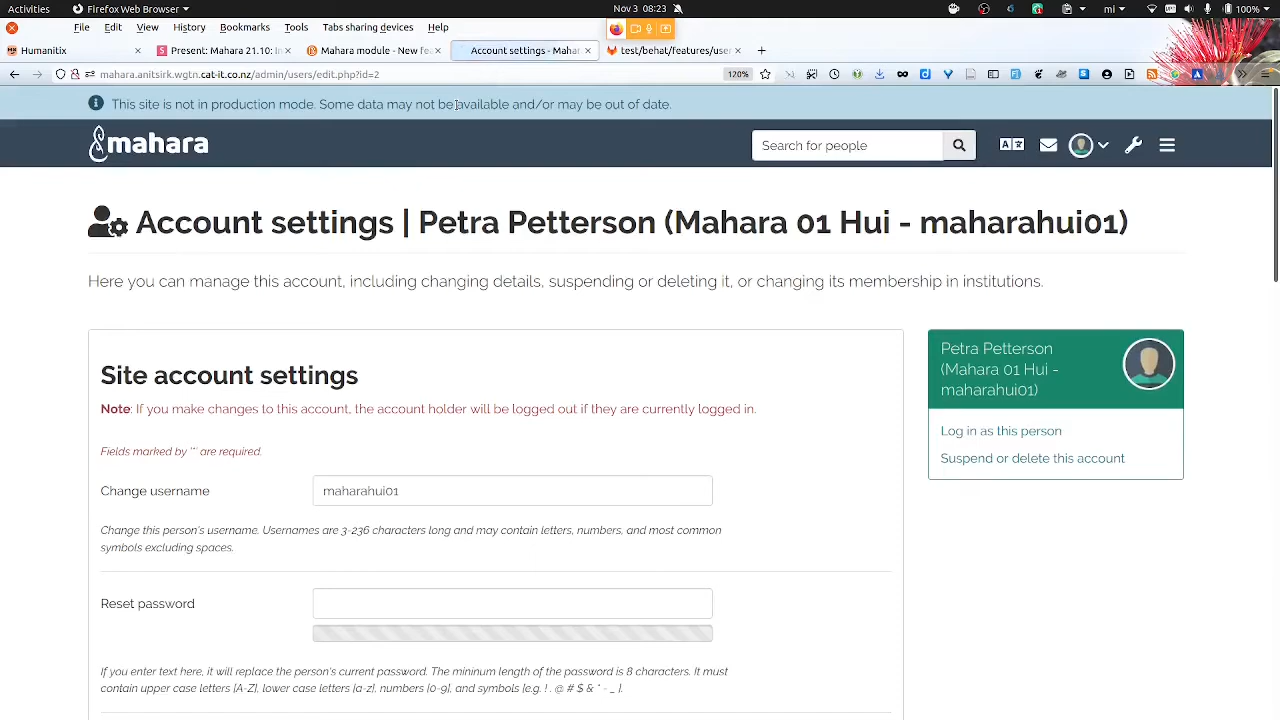 Activities
Firefox Web Browser
Nov 3 08:23
mi
100%
File Edit View History Bookmarks Tools Tabs sharing devices Help
Humanitix
Present: Mahara 21.10: In
Mahara module - New fea
Account settings - Mahar
test/behat/features/user
mahara.anitsirk.wgtn.cat-it.co.nz/admin/users/edit.php?id=2
120%
This site is not in production mode. Some data may not be available and/or may be out of date.
mahara
Search for people
Account settings | Petra Petterson (Mahara 01 Hui - maharahui01)
Here you can manage this account, including changing details, suspending or deleting it, or changing its membership in institutions.
Site account settings
Note: If you make changes to this account, the account holder will be logged out if they are currently logged in.
Fields marked by '*' are required.
Change username
maharahui01
Change this person's username. Usernames are 3-236 characters long and may contain letters, numbers, and most common
symbols excluding spaces.
Reset password
If you enter text here, it will replace the person's current password. The mininum length of the password is 8 characters. It must
contain upper case letters [A-Z], lower case letters [a-z], numbers [0-9], and symbols [e.g. ! . @ # $ & * - _ ].
Petra Petterson
(Mahara 01 Hui -
maharahui01)
Log in as this person
Suspend or delete this account